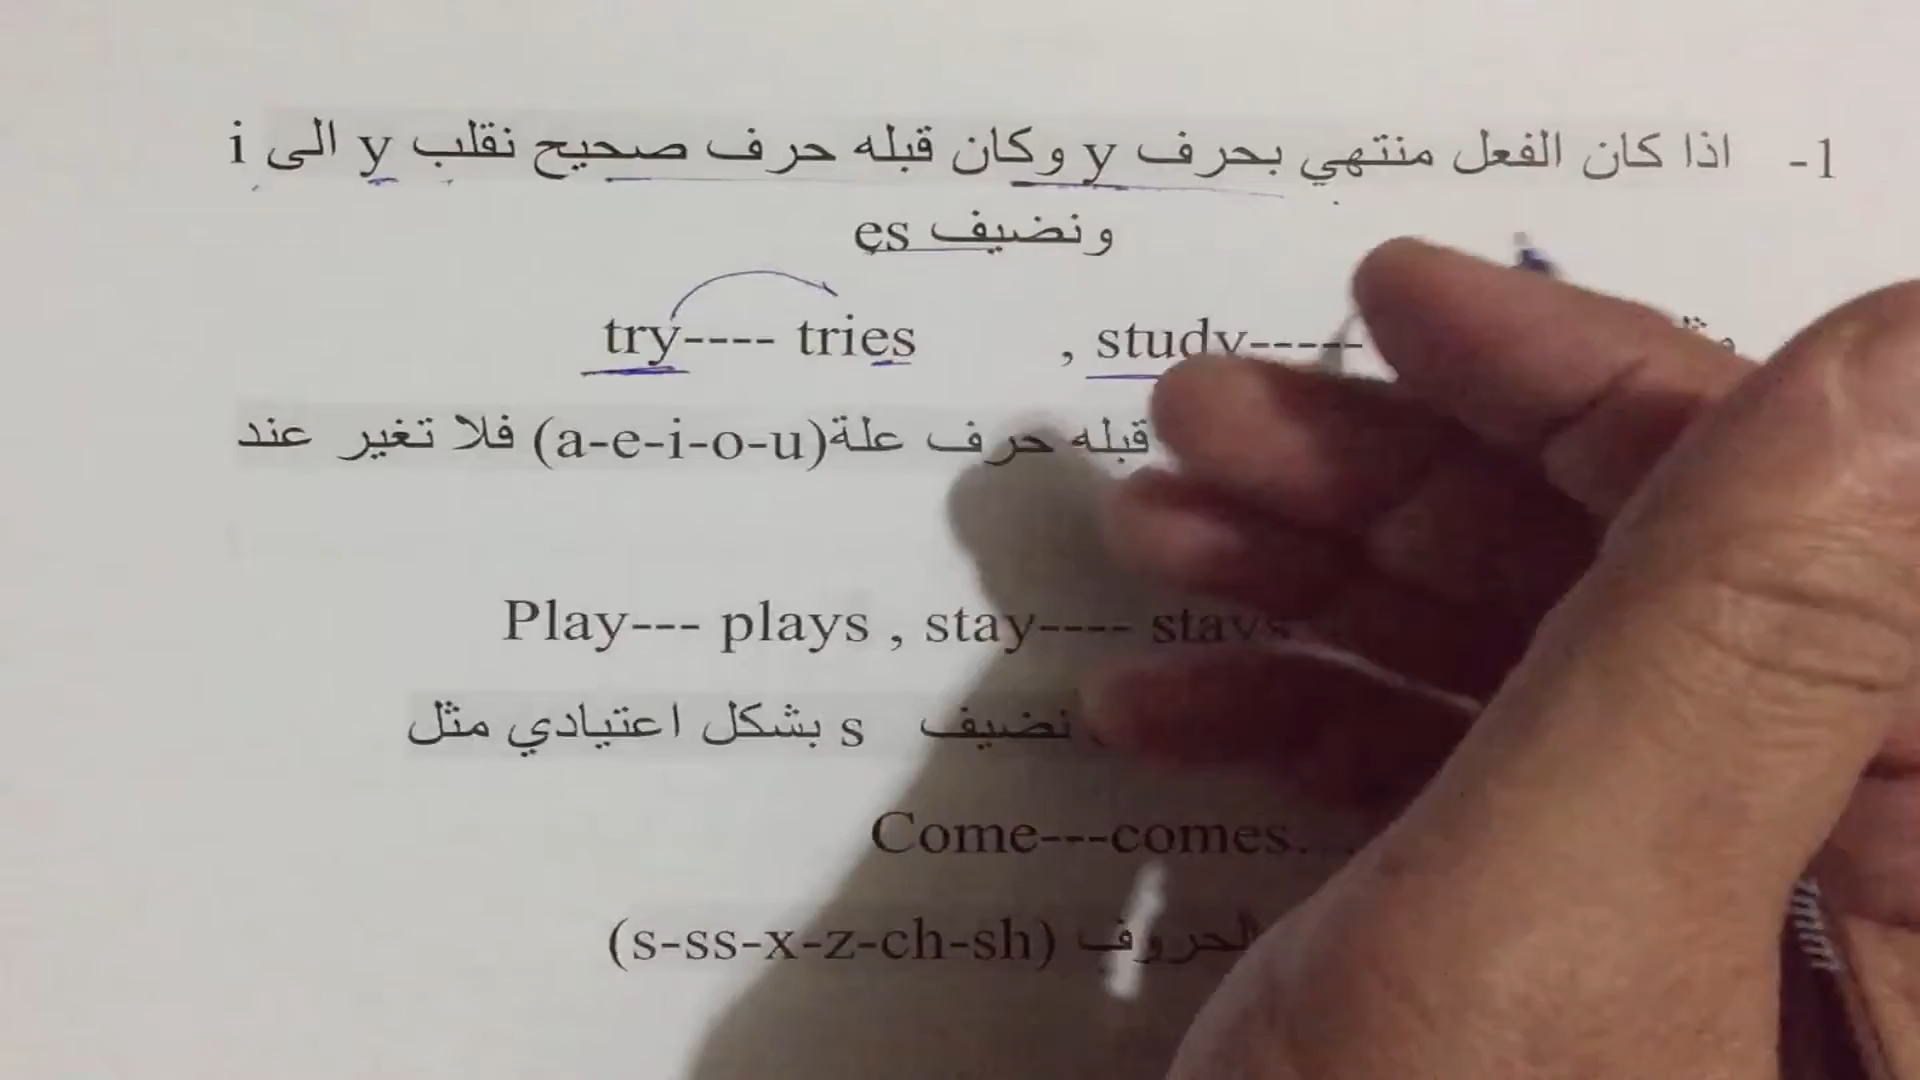 1- اذا كان الفعل منتهي بحرف y وكان قبله حرف صحيح نقلب y الى i
ونضيف es
try---- tries , study-----
قبله حرف علة(a-e-i-o-u) فلا تغير عند
Play--- plays , stay---- stays
نضيف s بشكل اعتيادي مثل
Come---comes..
الحروف (s-ss-x-z-ch-sh)